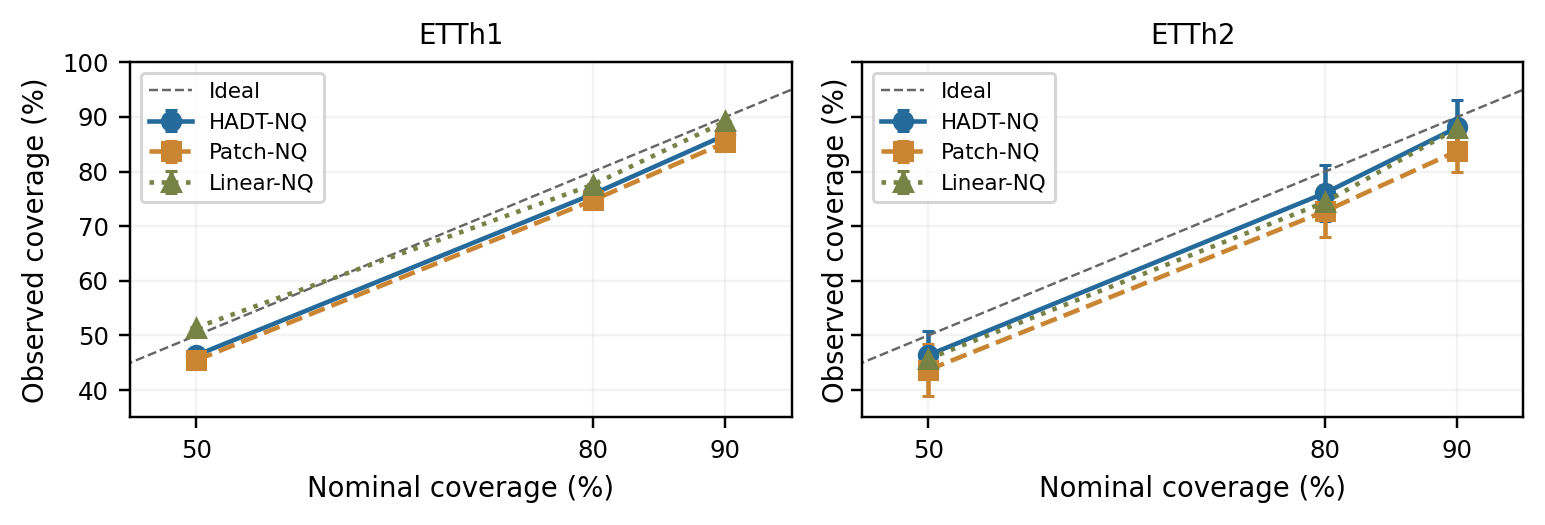 ETTh1
Observed coverage (%)
100
90
80
70
60
50
40
Ideal
HADT-NQ
Patch-NQ
Linear-NQ
50 80 90
Nominal coverage (%)
ETTh2
Observed coverage (%)
Ideal
HADT-NQ
Patch-NQ
Linear-NQ
50 80 90
Nominal coverage (%)